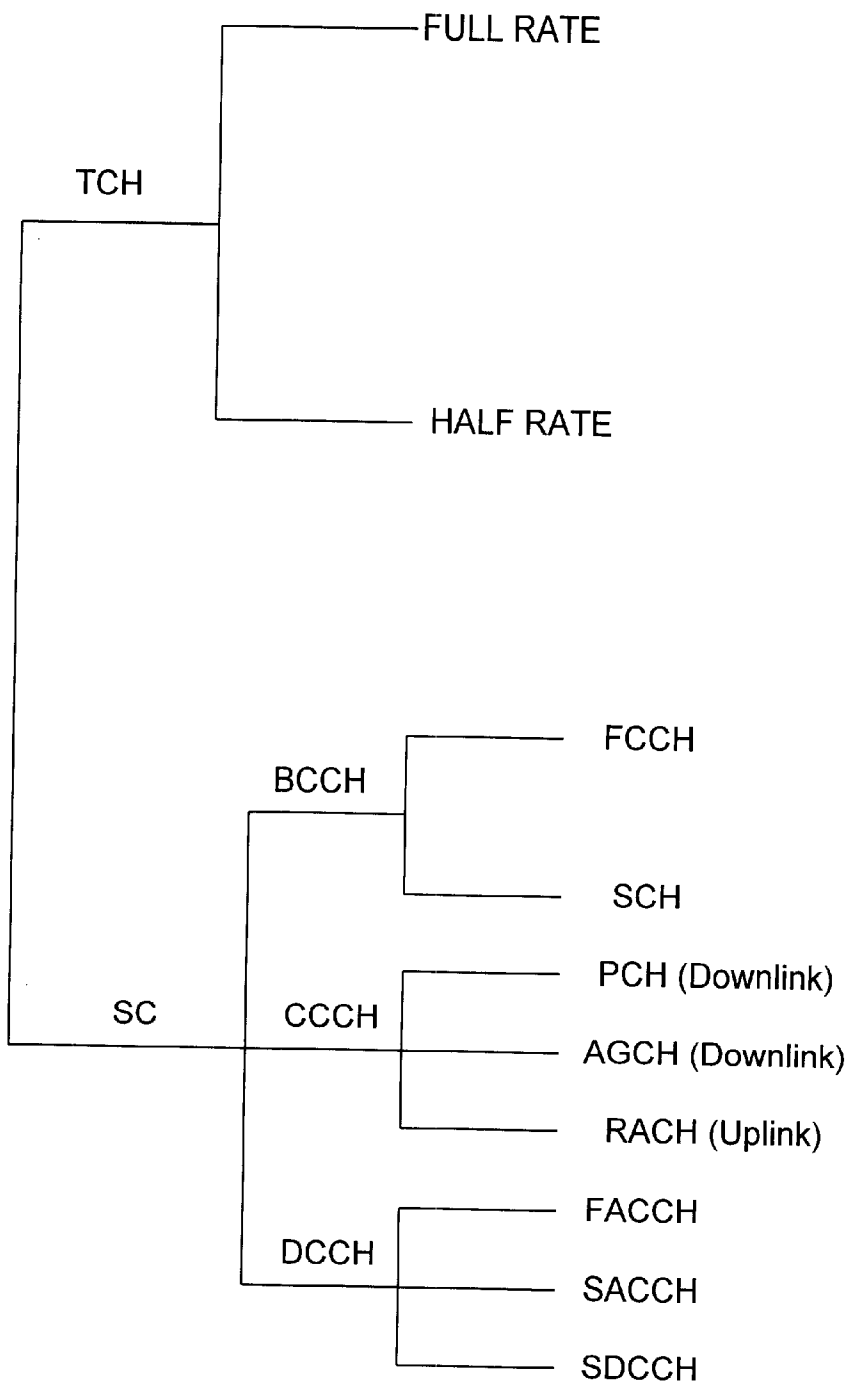 FULL RATE
TCH
HALF RATE
FCCH
BCCH
SCH
PCH (Downlink)
SC
CCCH
AGCH (Downlink)
RACH (Uplink)
FACCH
DCCH
SACCH
SDCCH